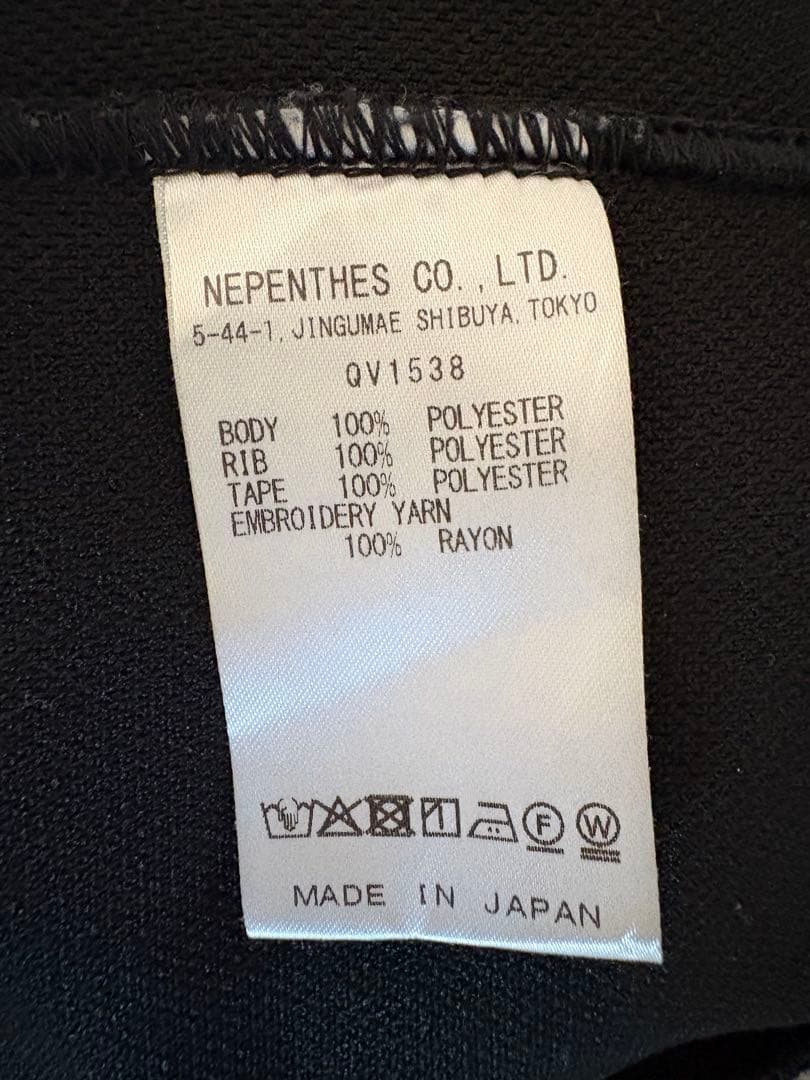 NEPENTHES CO.,LTD.
5-44-1, JINGUMAE SHIBUYA, TOKYO
QV1538
BODY 100% POLYESTER
RIB 100% POLYESTER
TAPE 100% POLYESTER
EMBROIDERY YARN
100% RAYON
F W
MADE IN JAPAN